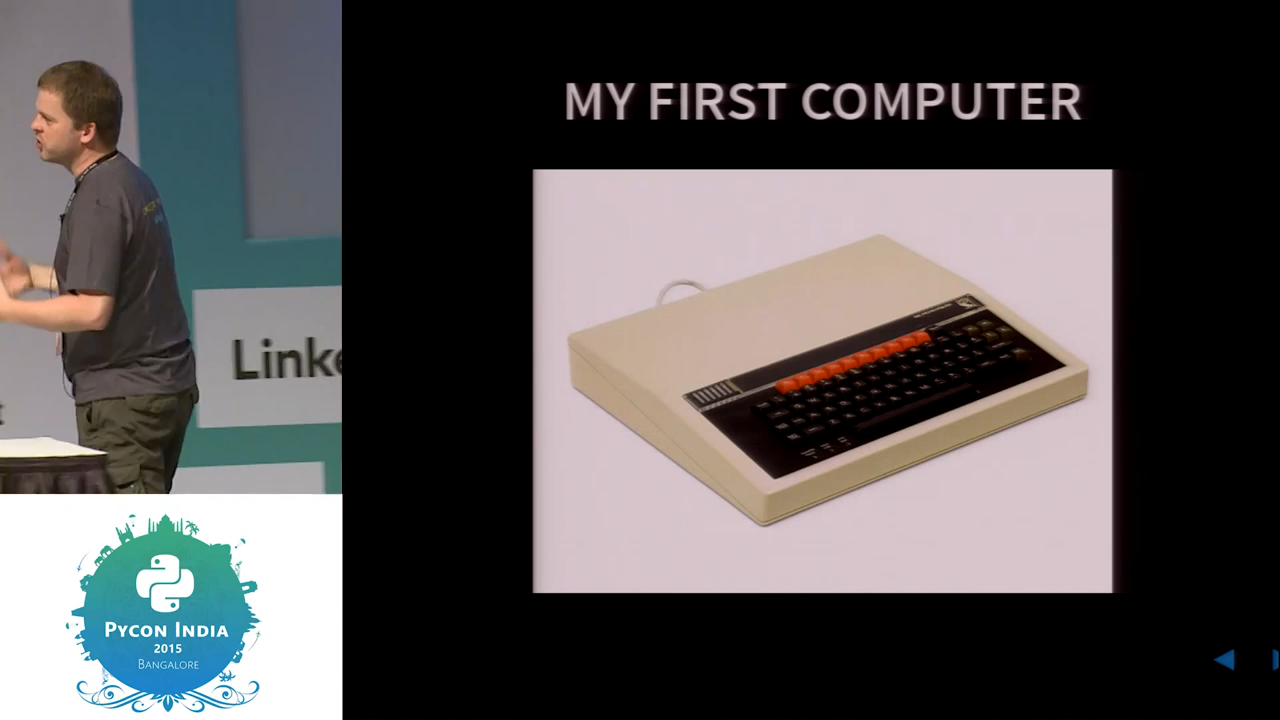 MY FIRST COMPUTER
Linke
PYCON INDIA
2015
BANGALORE